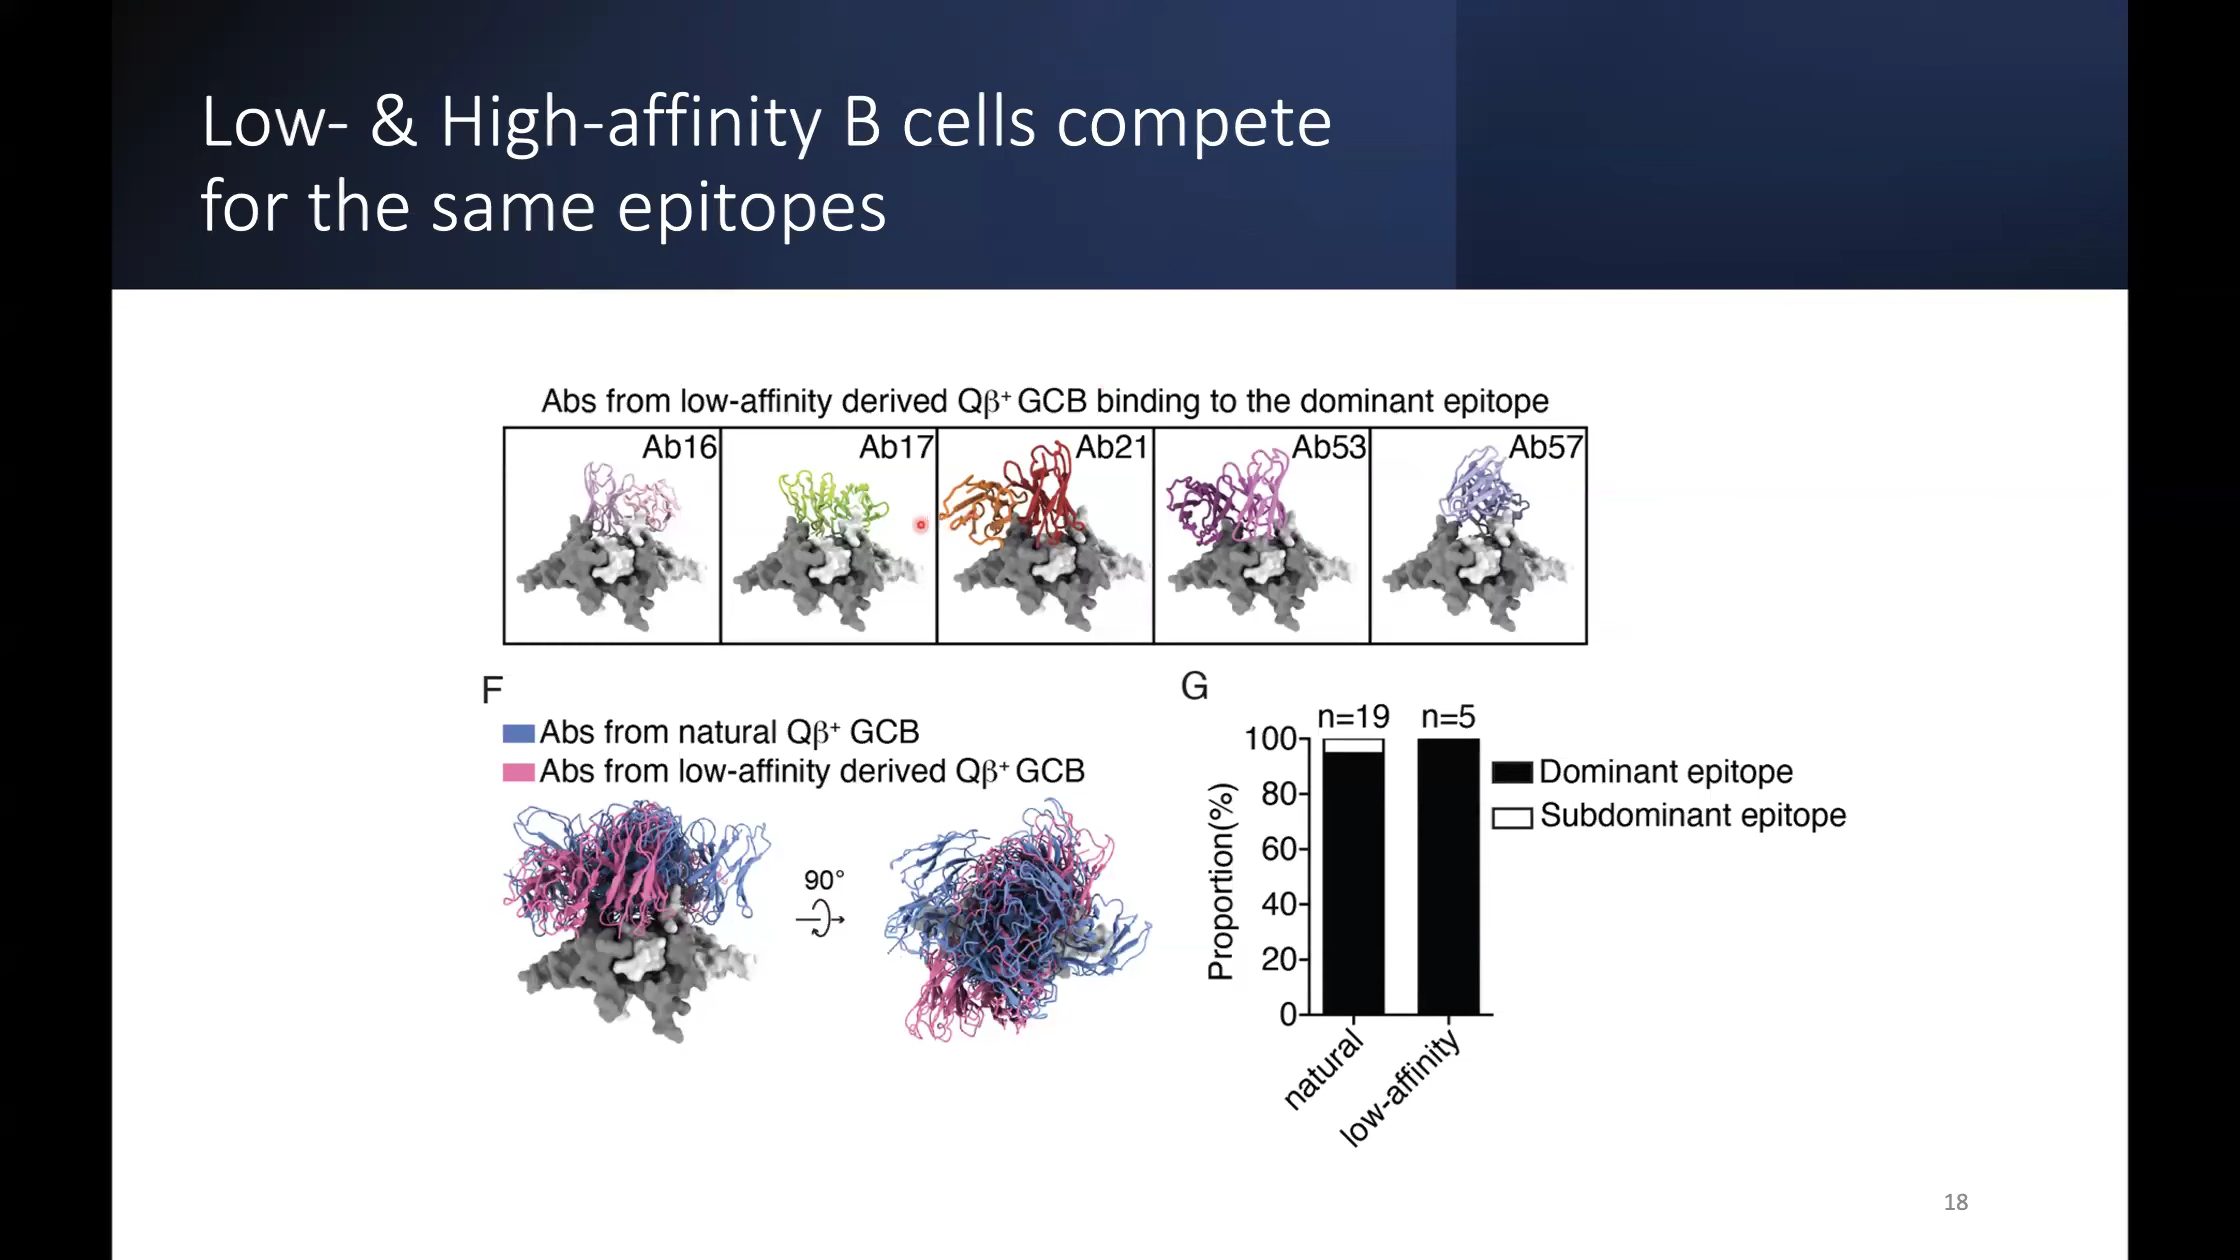 Low- & High-affinity B cells compete
for the same epitopes
Abs from low-affinity derived Qβ⁺ GCB binding to the dominant epitope
Ab16
Ab17
Ab21
Ab53
Ab57
F
Abs from natural Qβ⁺ GCB
Abs from low-affinity derived Qβ⁺ GCB
90°
G
n=19 n=5
Proportion(%)
100
80
60
40
20
0
natural
low-affinity
Dominant epitope
Subdominant epitope
18